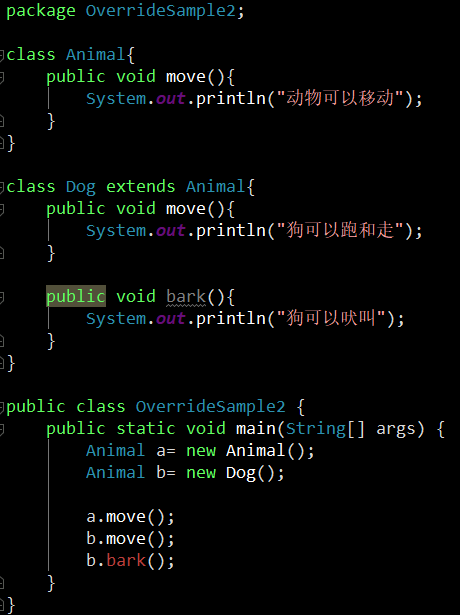 package OverrideSample2;
class Animal{
public void move(){
System.out.println("动物可以移动");
}
}
class Dog extends Animal{
public void move(){
System.out.println("狗可以跑和走");
}
public void bark(){
System.out.println("狗可以吠叫");
}
}
public class OverrideSample2 {
public static void main(String[] args) {
Animal a= new Animal();
Animal b= new Dog();
a.move();
b.move();
b.bark();
}
}